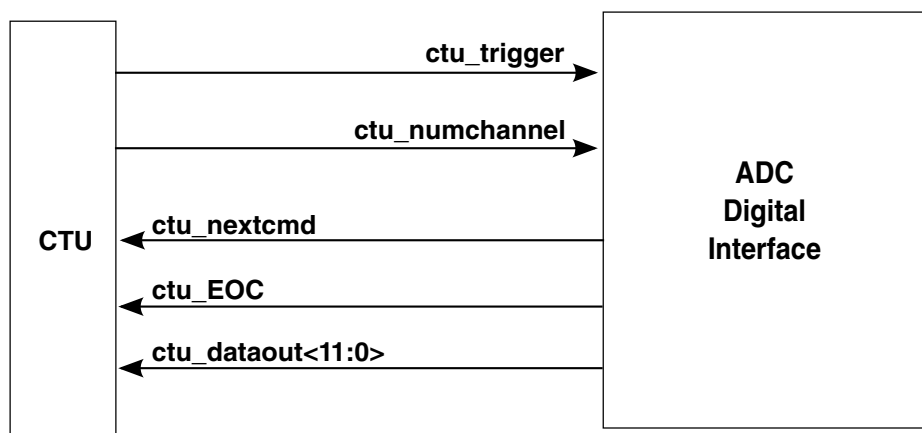 ctu_trigger
ctu_numchannel
CTU
ctu_nextcmd
ctu_EOC
ctu_dataout<11:0>
ADC
Digital
Interface